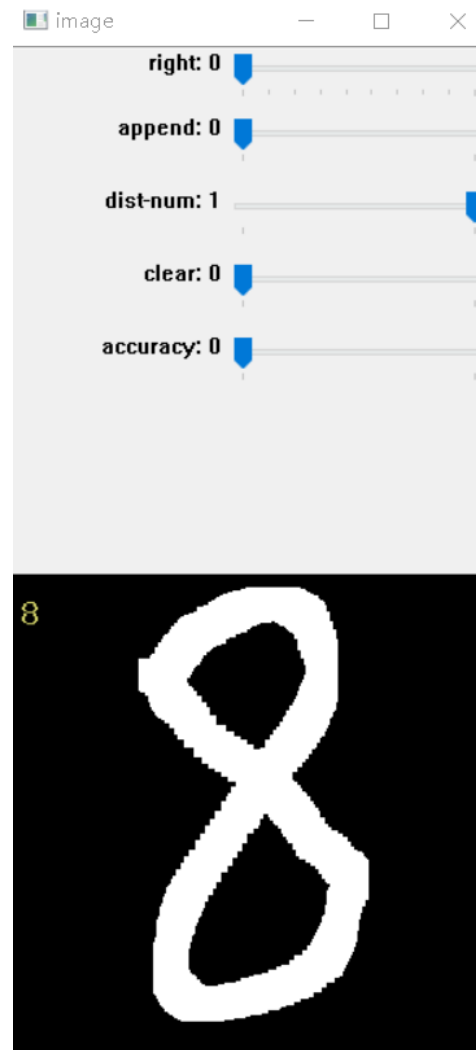 image
right: 0
append: 0
dist-num: 1
clear: 0
accuracy: 0
8
8